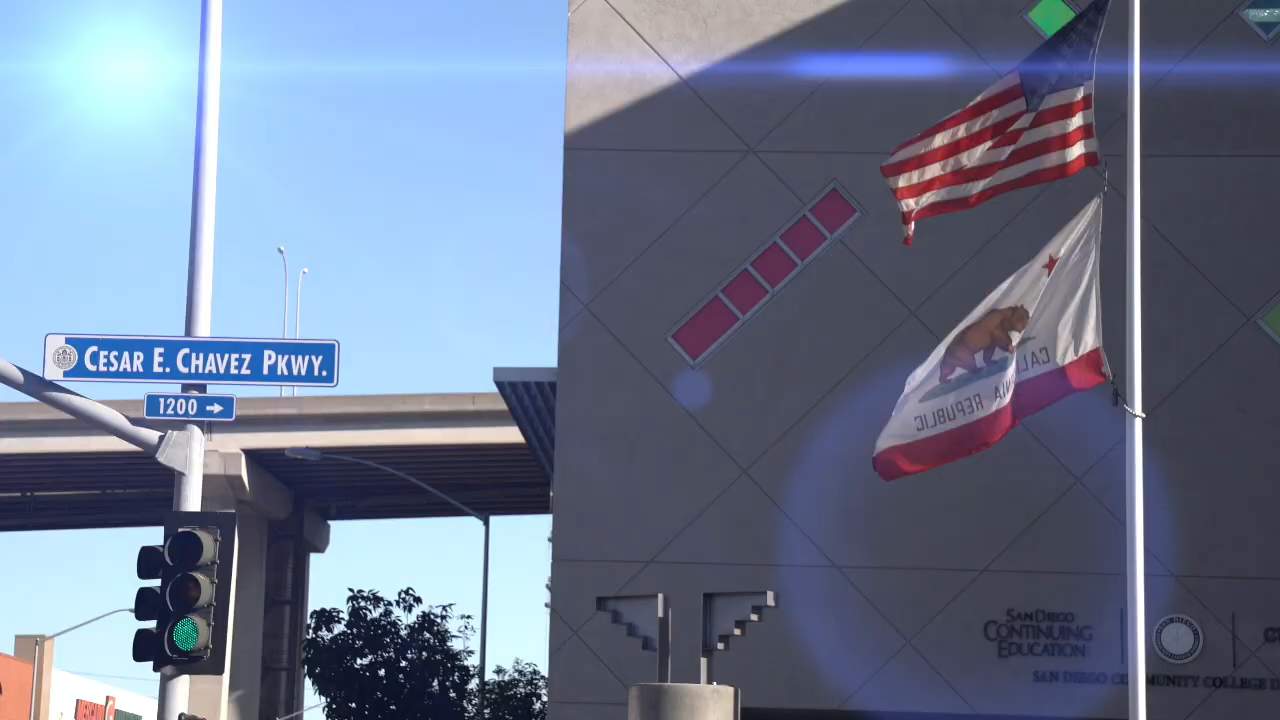 CESAR E. CHAVEZ PKWY.
1200 →
CALIFORNIA
REPUBLIC
SAN DIEGO
CONTINUING
EDUCATION
SAN DIEGO COMMUNITY COLLEGE